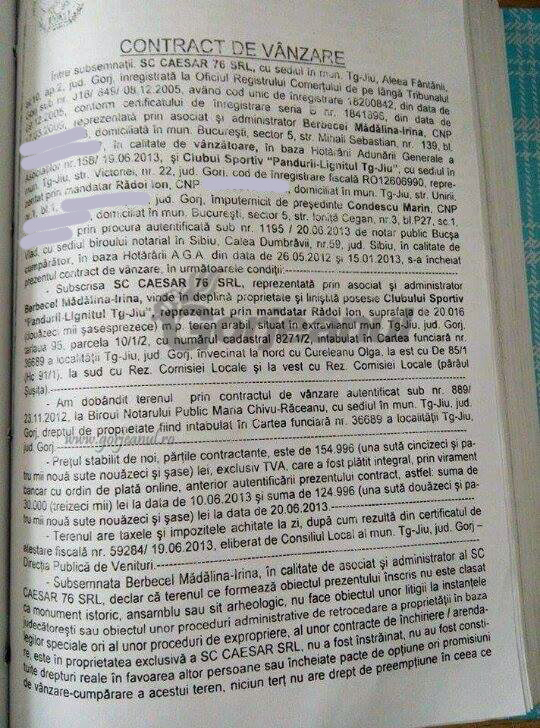 CONTRACT DE VÂNZARE
Între subsemnații, SC CAESAR 76 SRL, cu sediul în mun. Tg-Jiu, Aleea Fântânii,
ap.2, jud. Gorj, înregistrată la Oficiul Registrului Comerțului de pe lângă Tribunalul
Gorj sub nr. J18/849/08.12.2005, având cod unic de înregistrare 18200842, din data de
.12.2005, conform certificatului de înregistrare seria B nr. 1841396, din data de
reprezentată prin asociat și administrator Berbecel Mădălina-Irina, CNP
domiciliată în mun. București, sector 5, str. Mihali Sebastian, nr. 139, bl.
în calitate de vânzătoare, în baza Hotărârii Adunării Generale a
Asociaților nr.158/ 19.06.2013, și Clubul Sportiv "Pandurii-Lignitul Tg-Jiu", cu sediul în
mun. Tg-Jiu, str. Victoriei, nr. 22, jud. Gorj, cod de înregistrare fiscală RO12606990, repre-
zentat prin mandatar Rădoi Ion, CNP domiciliat în mun. Tg-Jiu, str. Unirii,
jud. Gorj, împuternicit de președinte Condescu Marin, CNP
domiciliat în mun. București, sector 5, str. Ioniță Cegan, nr.3, bl.P27, sc.1,
prin procura autentificată sub nr. 1195 / 20.06.2013 de notar public Bucșa
Vlad, cu sediul biroului notarial în Sibiu, Calea Dumbrăvii, nr.59, jud. Sibiu, în calitate de
cumpărător, în baza Hotărârii A.G.A. din data de 26.05.2012 și 15.01.2013, s-a încheiat
prezentul contract de vânzare, în următoarele condiții:
- Subscrisa SC CAESAR 76 SRL, reprezentată prin asociat și administrator
Berbecel Mădălina-Irina, vinde în deplină proprietate și liniștită posesie Clubului Sportiv
"Pandurii-Lignitul Tg-Jiu", reprezentat prin mandatar Rădoi Ion, suprafața de 20.016
(douăzeci mii șasesprezece) m.p. teren arabil situat în extravilanul mun. Tg-Jiu, jud. Gorj,
tarlaua 95, parcela 10/1/2, cu număr cadastral 8271/2, intabulat în Cartea funciară nr.
36689 a localității Tg-Jiu, jud. Gorj, învecinat la nord cu Cureleanu Olga, la est cu De 85/1
(Hc 91/1), la sud cu Rez. Comisiei Locale și la vest cu Rez. Comisiei Locale (pârâul
Șușița).
- Am dobândit terenul prin contractul de vânzare autentificat sub nr. 889/
23.11.2012, la Biroul Notarului Public Maria Chivu-Răceanu, cu sediul în mun. Tg-Jiu, jud.
Gorj, dreptul de proprietate fiind intabulat în Cartea funciară nr. 36689 a localității Tg-Jiu,
jud. Gorj.
- Prețul stabilit de noi, părțile contractante, este de 154.996 (una sută cincizeci și pa-
tru mii nouă sute nouăzeci și șase) lei, exclusiv TVA, care a fost plătit integral, prin virament
bancar cu ordin de plată online, anterior autentificării prezentului contract, astfel: suma de
30.000 (treizeci mii) lei la data de 10.06.2013 și suma de 124.996 (una sută douăzeci și pa-
tru mii nouă sute nouăzeci și șase) lei la data de 20.06.2013.
- Terenul are taxele și impozitele achitate la zi, după cum rezultă din certificatul de
atestare fiscală nr. 59284/ 19.06.2013, eliberat de Consiliul Local al mun. Tg-Jiu, jud. Gorj –
Direcția Publică de Venituri.
- Subsemnata Berbecel Mădălina-Irina, în calitate de asociat și administrator al SC
CAESAR 76 SRL, declar că terenul ce formează obiectul prezentului înscris nu este clasat
ca monument istoric, ansamblu sau sit arheologic, nu face obiectul unui litigii la instanțele
judecătorești sau obiectul unor proceduri administrative de retrocedare a proprietății în baza
legilor speciale ori al unor proceduri de expropriere, al unor contracte de închiriere / arenda-
re, este în proprietatea exclusivă a SC CAESAR SRL, nu a fost înstrăinat, nu au fost consti-
tuite drepturi reale în favoarea altor persoane sau încheiate pacte de opțiune ori promisiuni
de vânzare-cumpărare a acestui teren, niciun terț nu are drept de preempțiune în ceea ce
Gorjeanul
www.gorjeanul.ro